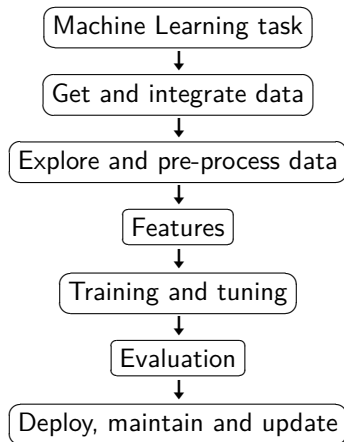 Machine Learning task
Get and integrate data
Explore and pre-process data
Features
Training and tuning
Evaluation
Deploy, maintain and update